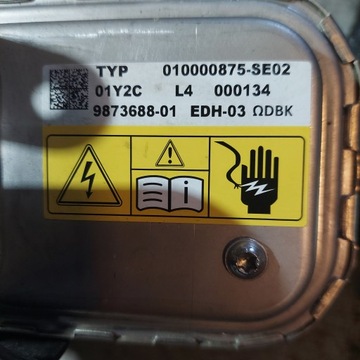 TYP 010000875-SE02
01Y2C L4 000134
9873688-01 EDH-03 ΩDBK
i